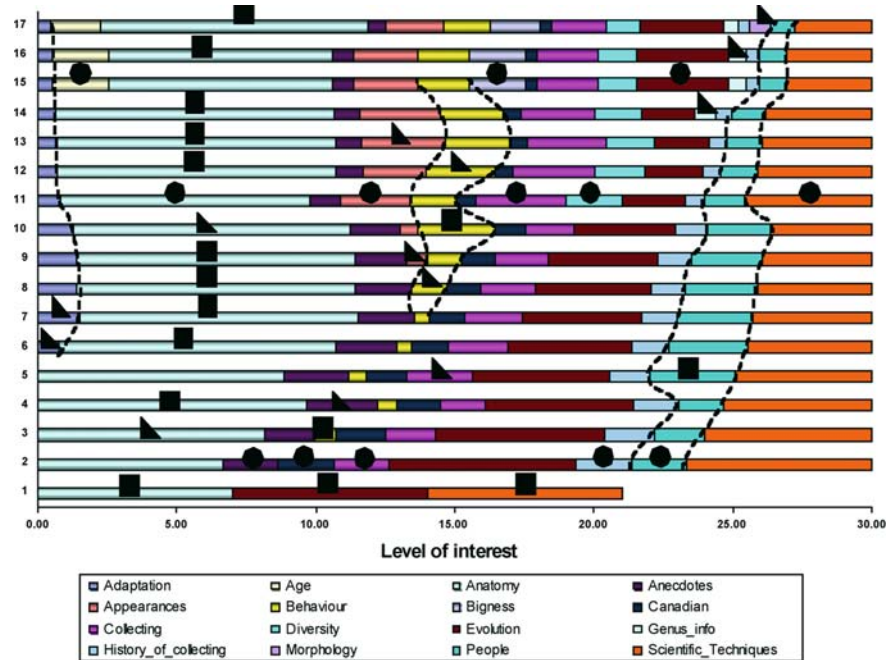 17
16
15
14
13
12
11
10
9
8
7
6
5
4
3
2
1
0.00 5.00 10.00 15.00 20.00 25.00 30.00
Level of interest
Adaptation Age Anatomy Anecdotes
Appearances Behaviour Bigness Canadian
Collecting Diversity Evolution Genus_info
History_of_collecting Morphology People Scientific_Techniques